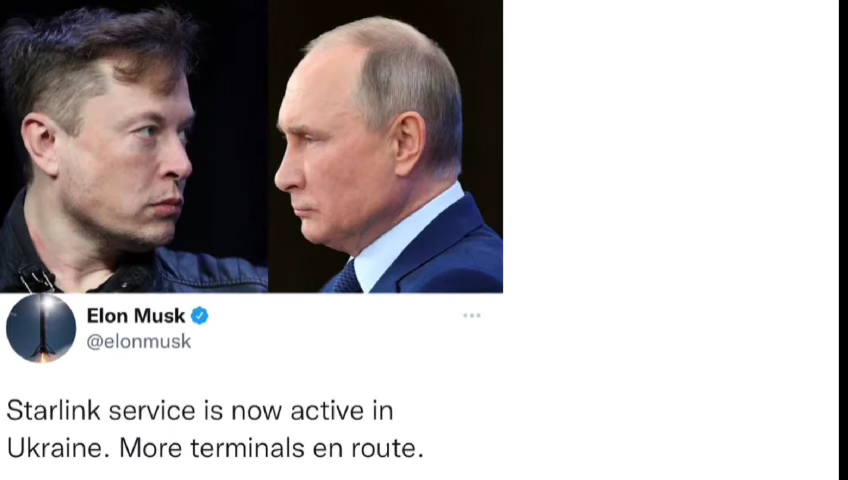 Elon Musk
@elonmusk
Starlink service is now active in
Ukraine. More terminals en route.